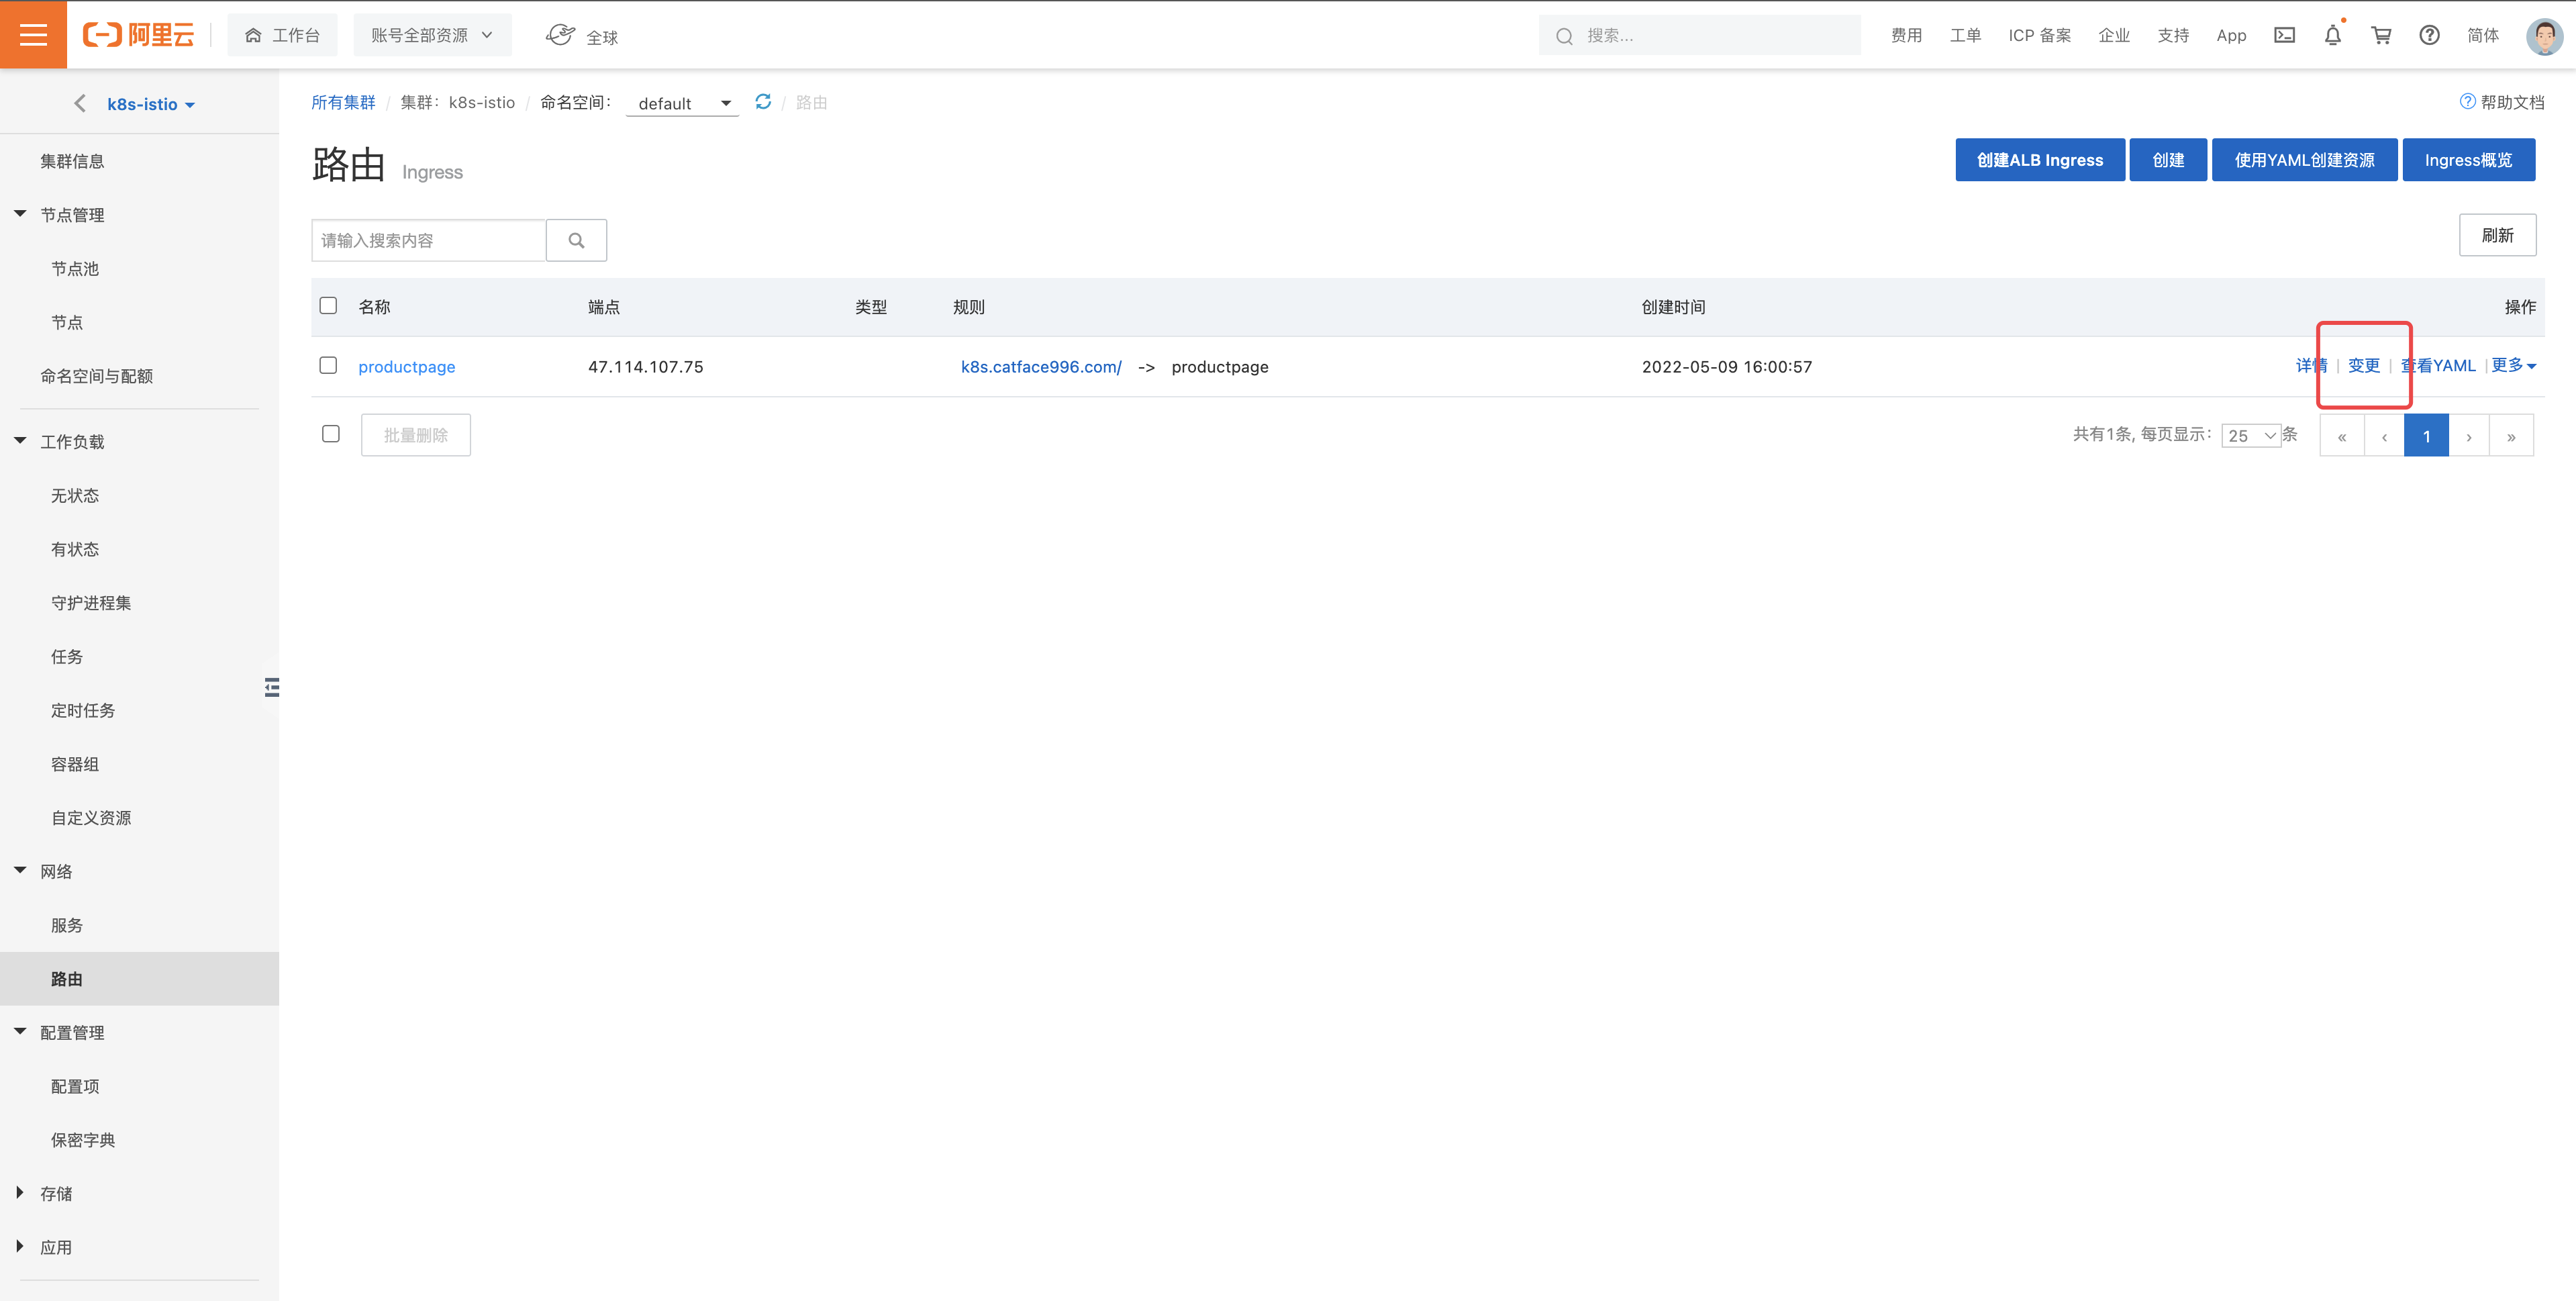 阿里云 工作台 账号全部资源 全球 搜索... 费用 工单 ICP 备案 企业 支持 App 简体
k8s-istio
所有集群 / 集群：k8s-istio / 命名空间： default / 路由
帮助文档
集群信息
节点管理
节点池
节点
命名空间与配额
工作负载
无状态
有状态
守护进程集
任务
定时任务
容器组
自定义资源
网络
服务
路由
配置管理
配置项
保密字典
存储
应用
路由 Ingress
创建ALB Ingress 创建 使用YAML创建资源 Ingress概览
请输入搜索内容
刷新
名称 端点 类型 规则 创建时间 操作
productpage 47.114.107.75 k8s.catface996.com/ -> productpage 2022-05-09 16:00:57 详情 | 变更 | 查看YAML | 更多
批量删除 共有1条, 每页显示： 25 条 « ‹ 1 › »